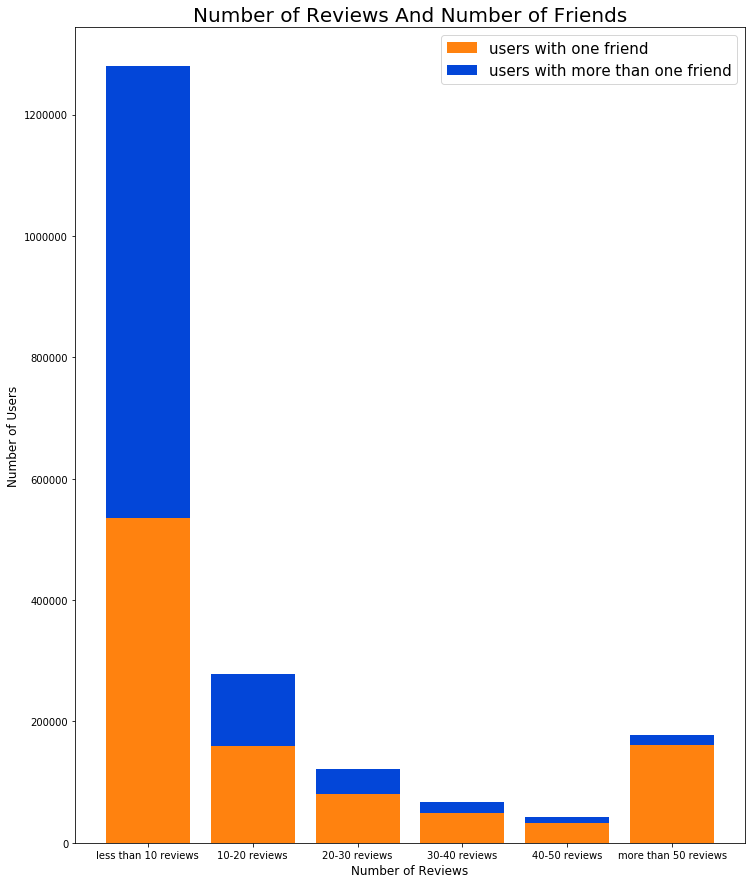 Number of Reviews And Number of Friends
users with one friend
users with more than one friend
1200000
1000000
800000
600000
400000
200000
0
Number of Users
less than 10 reviews 10-20 reviews 20-30 reviews 30-40 reviews 40-50 reviews more than 50 reviews
Number of Reviews